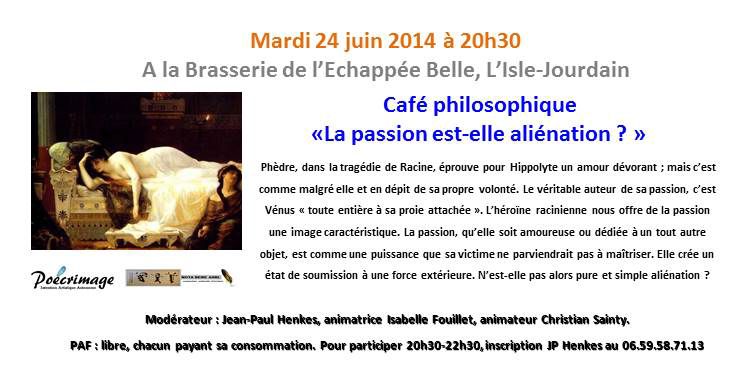 Mardi 24 juin 2014 à 20h30
A la Brasserie de l’Echappée Belle, L’Isle-Jourdain
Café philosophique
«La passion est-elle aliénation ? »
Phèdre, dans la tragédie de Racine, éprouve pour Hippolyte un amour dévorant ; mais c’est
comme malgré elle et en dépit de sa propre volonté. Le véritable auteur de sa passion, c’est
Vénus « toute entière à sa proie attachée ». L’héroïne racinienne nous offre de la passion
une image caractéristique. La passion, qu’elle soit amoureuse ou dédiée à un tout autre
objet, est comme une puissance que sa victime ne parviendrait pas à maîtriser. Elle crée un
état de soumission à une force extérieure. N’est-elle pas alors pure et simple aliénation ?
Poécrimage
Modérateur : Jean-Paul Henkes, animatrice Isabelle Fouillet, animateur Christian Sainty.
PAF : libre, chacun payant sa consommation. Pour participer 20h30-22h30, inscription JP Henkes au 06.59.58.71.13